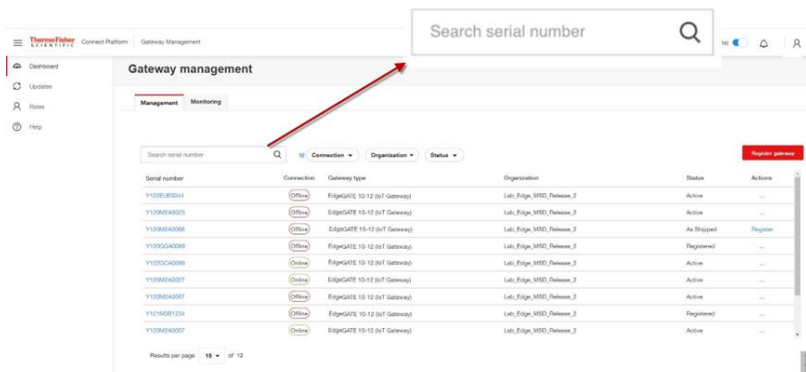 Search serial number
ThermoFisher SCIENTIFIC Connect Platform Gateway Management
Dashboard
Gateway management
Updates
Roles
Help
Management Monitoring
Search serial number Connection Organization Status Register gateway
Serial number Connection Gateway type Organization Status Actions
Offline EdgeGATE 10-12 (IoT Gateway) Lab_Edge_MSD_Release_2 Active ...
Y120M2A0023 Offline EdgeGATE 10-12 (IoT Gateway) Lab_Edge_MSD_Release_2 Active ...
Offline EdgeGATE 10-12 (IoT Gateway) Lab_Edge_MSD_Release_2 As Shipped Register
Offline EdgeGATE 10-12 (IoT Gateway) Lab_Edge_MSD_Release_2 Registered ...
Online EdgeGATE 10-12 (IoT Gateway) Lab_Edge_MSD_Release_2 Active ...
Y120M2A0027 Online EdgeGATE 10-12 (IoT Gateway) Lab_Edge_MSD_Release_2 Active ...
Offline EdgeGATE 10-12 (IoT Gateway) Lab_Edge_MSD_Release_2 Active ...
Offline EdgeGATE 10-12 (IoT Gateway) Lab_Edge_MSD_Release_2 Registered ...
Online EdgeGATE 10-12 (IoT Gateway) Lab_Edge_MSD_Release_2 Active ...
Results per page 15 of 12